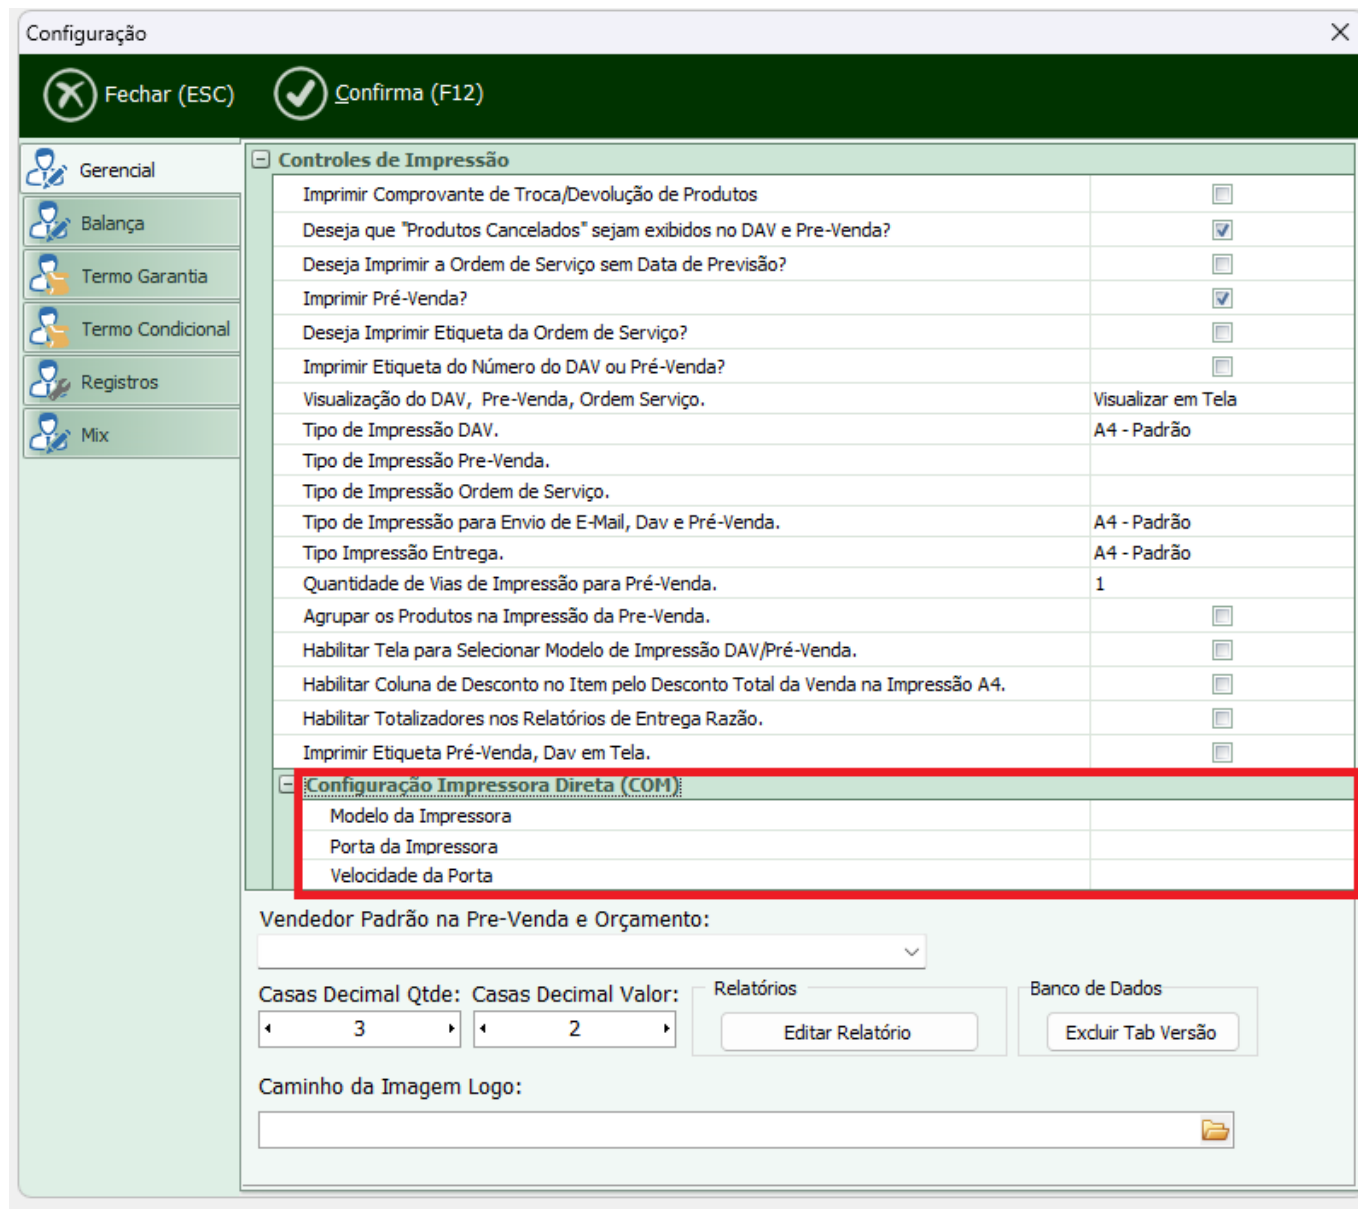 Configuração
Fechar (ESC)
Confirma (F12)
Gerencial
Balança
Termo Garantia
Termo Condicional
Registros
Mix
Controles de Impressão
Imprimir Comprovante de Troca/Devolução de Produtos
Deseja que "Produtos Cancelados" sejam exibidos no DAV e Pre-Venda?
Deseja Imprimir a Ordem de Serviço sem Data de Previsão?
Imprimir Pré-Venda?
Deseja Imprimir Etiqueta da Ordem de Serviço?
Imprimir Etiqueta do Número do DAV ou Pré-Venda?
Visualização do DAV, Pre-Venda, Ordem Serviço. Visualizar em Tela
Tipo de Impressão DAV. A4 - Padrão
Tipo de Impressão Pre-Venda.
Tipo de Impressão Ordem de Serviço.
Tipo de Impressão para Envio de E-Mail, Dav e Pré-Venda. A4 - Padrão
Tipo Impressão Entrega. A4 - Padrão
Quantidade de Vias de Impressão para Pré-Venda. 1
Agrupar os Produtos na Impressão da Pre-Venda.
Habilitar Tela para Selecionar Modelo de Impressão DAV/Pré-Venda.
Habilitar Coluna de Desconto no Item pelo Desconto Total da Venda na Impressão A4.
Habilitar Totalizadores nos Relatórios de Entrega Razão.
Imprimir Etiqueta Pré-Venda, Dav em Tela.
Configuração Impressora Direta (COM)
Modelo da Impressora
Porta da Impressora
Velocidade da Porta
Vendedor Padrão na Pre-Venda e Orçamento:
Casas Decimal Qtde: Casas Decimal Valor: Relatórios Banco de Dados
3 2 Editar Relatório Excluir Tab Versão
Caminho da Imagem Logo: